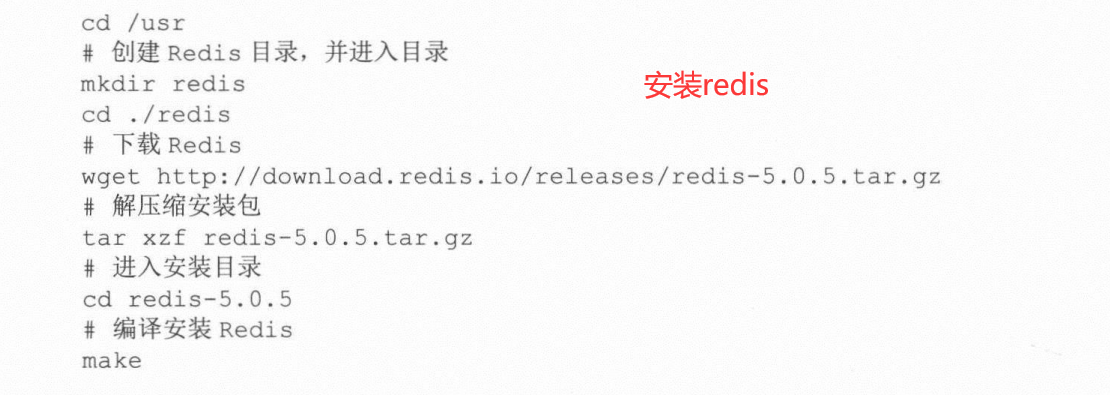 cd /usr
# 创建 Redis 目录，并进入目录
mkdir redis
安装redis
cd ./redis
# 下载 Redis
wget http://download.redis.io/releases/redis-5.0.5.tar.gz
# 解压缩安装包
tar xzf redis-5.0.5.tar.gz
# 进入安装目录
cd redis-5.0.5
# 编译安装 Redis
make